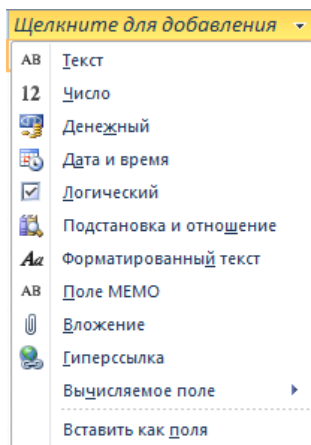 Щелкните для добавления
AB Текст
12 Число
Денежный
Дата и время
Логический
Подстановка и отношение
Aa Форматированный текст
AB Поле МЕМО
Вложение
Гиперссылка
Вычисляемое поле
Вставить как поля